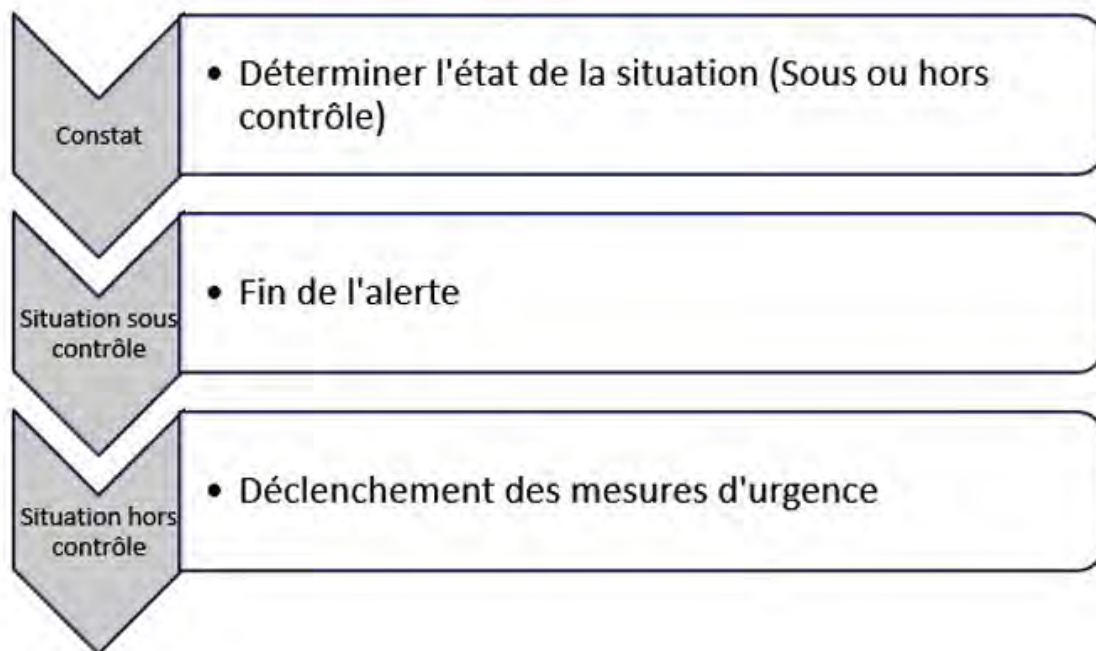 Constat
• Déterminer l'état de la situation (Sous ou hors
contrôle)
Situation sous
contrôle
• Fin de l'alerte
Situation hors
contrôle
• Déclenchement des mesures d'urgence